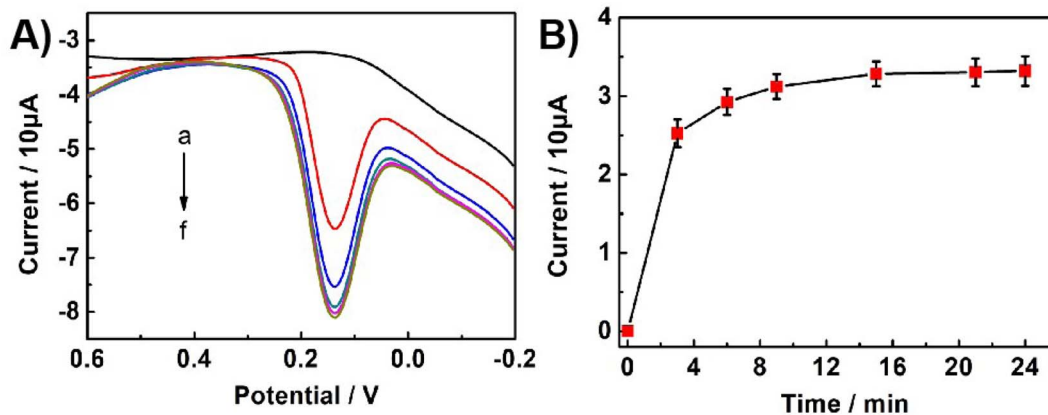 A)
-3
-4
-5
-6
-7
-8
a
f
0.6
0.4
0.2
0.0
-0.2
Current / 10μA
Potential / V
B)
4
3
2
1
0
0
4
8
12
16
20
24
Current / 10μA
Time / min